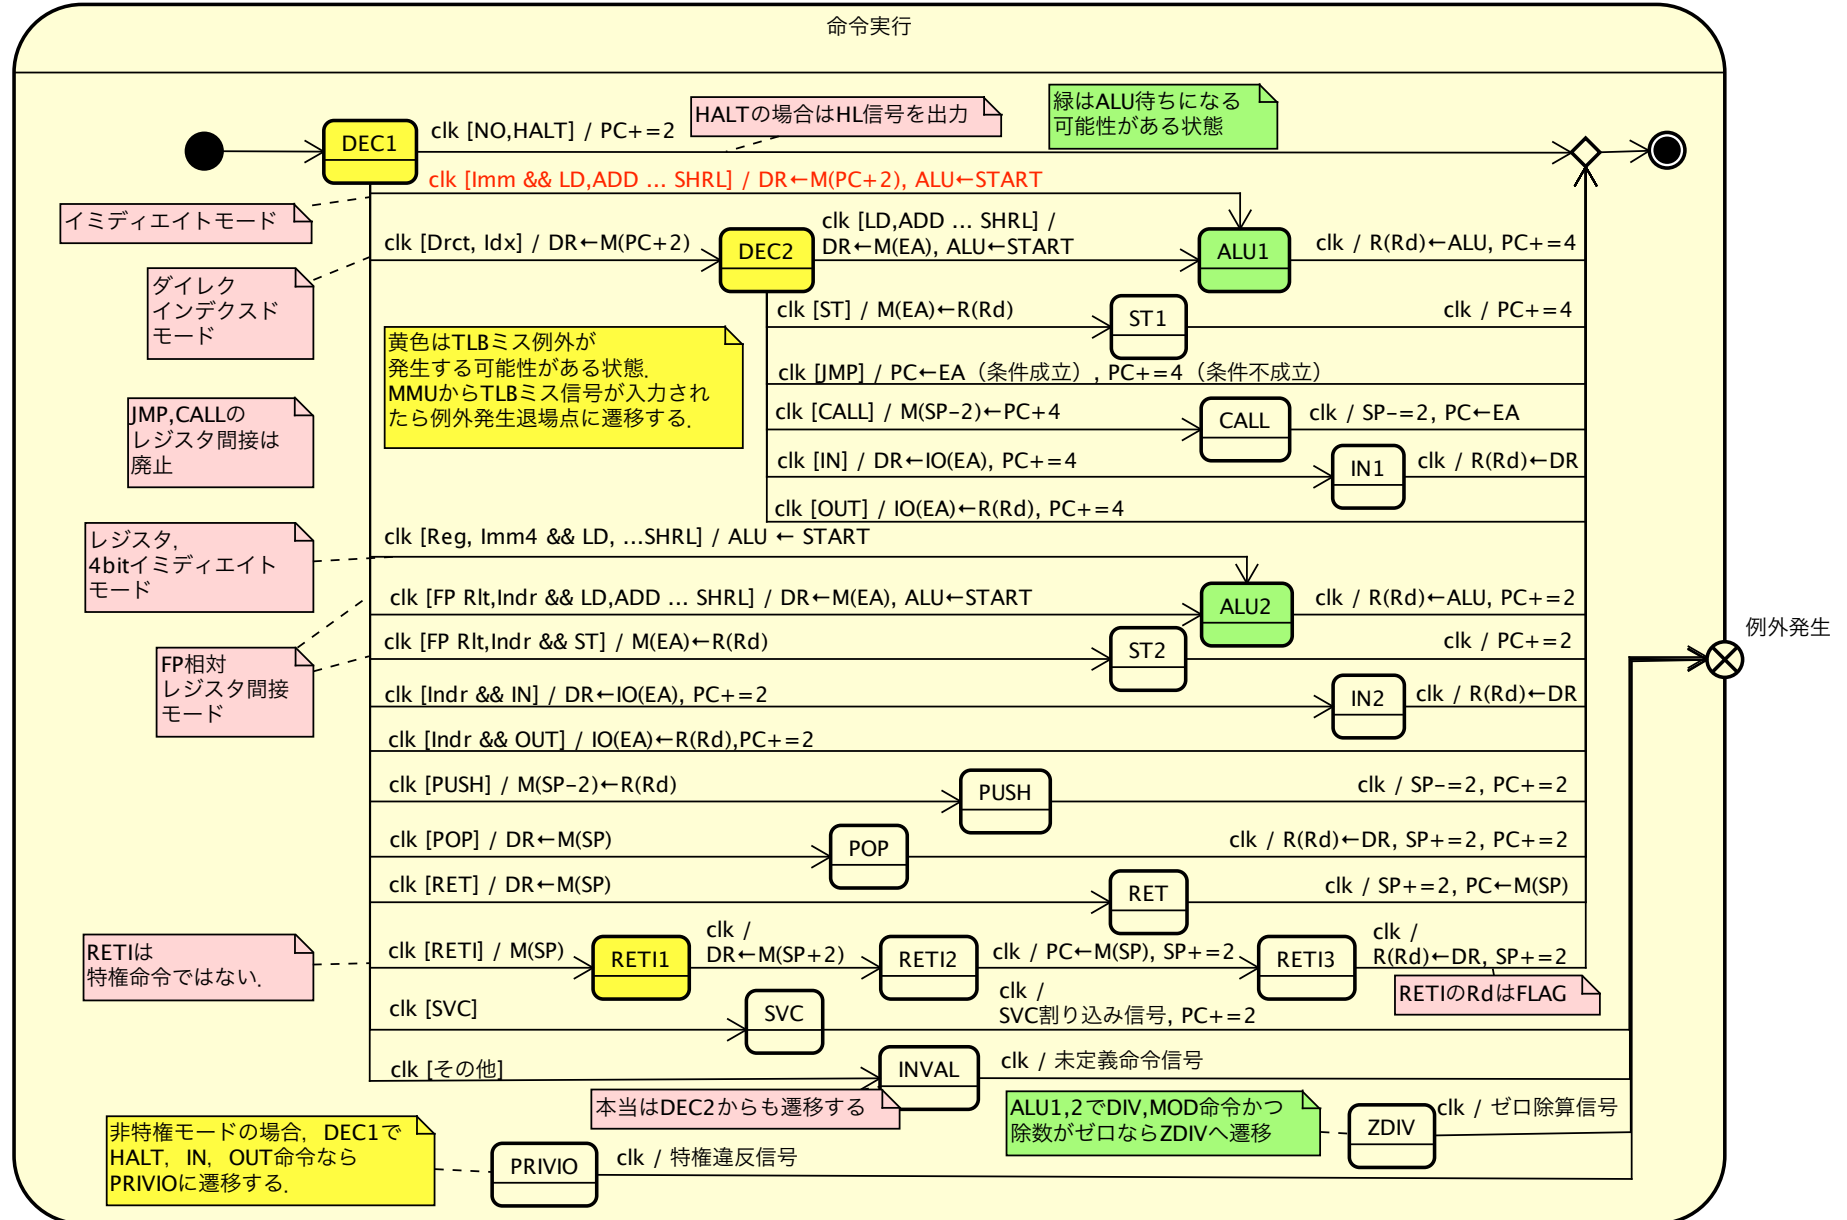 命令実行
HALTの場合はHL信号を出力
緑はALU待ちになる
可能性がある状態
DEC1
clk [NO,HALT] / PC+=2
clk [Imm && LD,ADD ... SHRL] / DR←M(PC+2), ALU←START
イミディエイトモード
clk [Drct, Idx] / DR←M(PC+2)
DEC2
clk [LD,ADD ... SHRL] /
DR←M(EA), ALU←START
ALU1
clk / R(Rd)←ALU, PC+=4
ダイレク
インデクスド
モード
clk [ST] / M(EA)←R(Rd)
ST1
clk / PC+=4
黄色はTLBミス例外が
発生する可能性がある状態.
MMUからTLBミス信号が入力され
たら例外発生退場点に遷移する.
clk [JMP] / PC←EA（条件成立）, PC+=4（条件不成立）
JMP,CALLの
レジスタ間接は
廃止
clk [CALL] / M(SP-2)←PC+4
CALL
clk / SP-=2, PC←EA
clk [IN] / DR←IO(EA), PC+=4
IN1
clk / R(Rd)←DR
clk [OUT] / IO(EA)←R(Rd), PC+=4
レジスタ,
4bitイミディエイト
モード
clk [Reg, Imm4 && LD, ...SHRL] / ALU ← START
clk [FP Rlt,Indr && LD,ADD ... SHRL] / DR←M(EA), ALU←START
ALU2
clk / R(Rd)←ALU, PC+=2
例外発生
clk [FP Rlt,Indr && ST] / M(EA)←R(Rd)
ST2
clk / PC+=2
FP相対
レジスタ間接
モード
clk [Indr && IN] / DR←IO(EA), PC+=2
IN2
clk / R(Rd)←DR
clk [Indr && OUT] / IO(EA)←R(Rd),PC+=2
clk [PUSH] / M(SP-2)←R(Rd)
PUSH
clk / SP-=2, PC+=2
clk [POP] / DR←M(SP)
POP
clk / R(Rd)←DR, SP+=2, PC+=2
clk [RET] / DR←M(SP)
RET
clk / SP+=2, PC←M(SP)
RETIは
特権命令ではない.
clk [RETI] / M(SP)
RETI1
clk /
DR←M(SP+2)
RETI2
clk / PC←M(SP), SP+=2
RETI3
clk /
R(Rd)←DR, SP+=2
RETIのRdはFLAG
clk [SVC]
SVC
clk /
SVC割り込み信号, PC+=2
clk [その他]
INVAL
clk / 未定義命令信号
本当はDEC2からも遷移する
ALU1,2でDIV,MOD命令かつ
除数がゼロならZDIVへ遷移
ZDIV
clk / ゼロ除算信号
非特権モードの場合，DEC1で
HALT，IN，OUT命令なら
PRIVIOに遷移する.
PRIVIO
clk / 特権違反信号